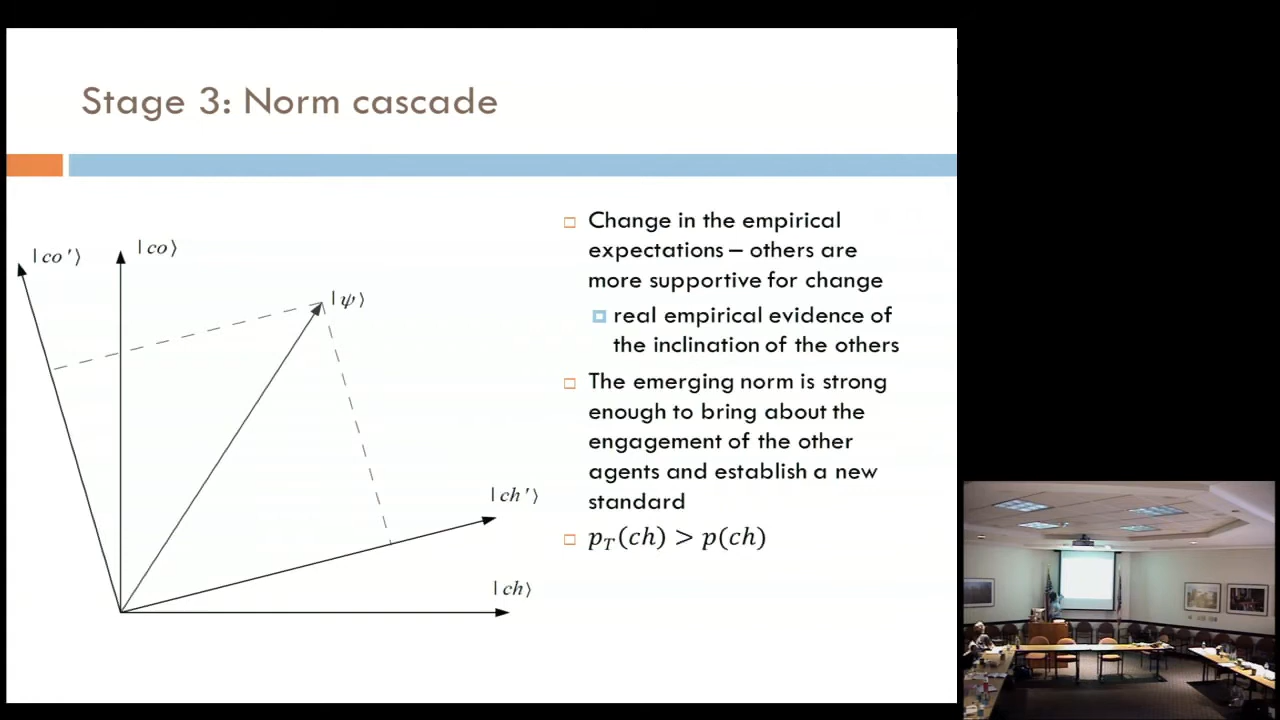 Stage 3: Norm cascade
|co'⟩
|co⟩
|ψ⟩
|ch'⟩
|ch⟩
□ Change in the empirical
expectations – others are
more supportive for change
□ real empirical evidence of
the inclination of the others
□ The emerging norm is strong
enough to bring about the
engagement of the other
agents and establish a new
standard
□ p_T(ch) > p(ch)